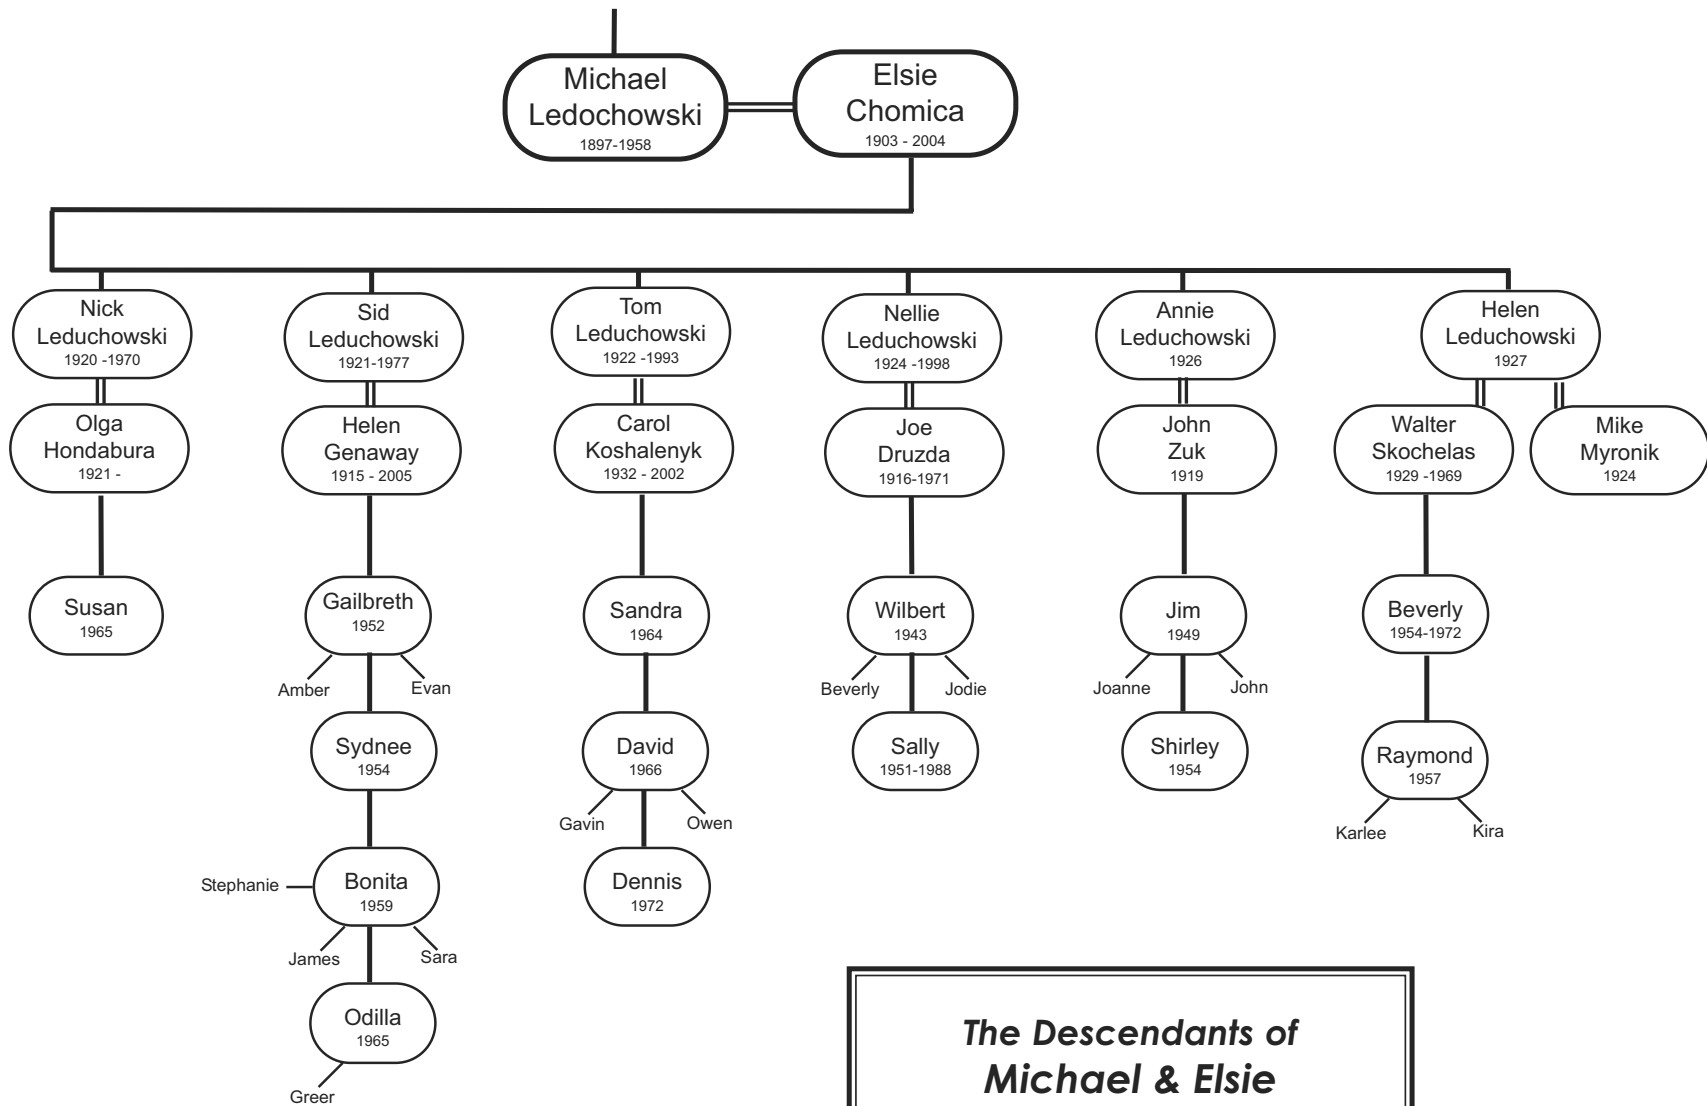 Michael
Ledochowski
1897-1958
Elsie
Chomica
1903 - 2004
Nick
Leduchowski
1920 -1970
Sid
Leduchowski
1921-1977
Tom
Leduchowski
1922 -1993
Nellie
Leduchowski
1924 -1998
Annie
Leduchowski
1926
Helen
Leduchowski
1927
Olga
Hondabura
1921 -
Helen
Genaway
1915 - 2005
Carol
Koshalenyk
1932 - 2002
Joe
Druzda
1916-1971
John
Zuk
1919
Walter
Skochelas
1929 -1969
Mike
Myronik
1924
Susan
1965
Gailbreth
1952
Sandra
1964
Wilbert
1943
Jim
1949
Beverly
1954-1972
Amber
Evan
Beverly
Jodie
Joanne
John
Sydnee
1954
David
1966
Sally
1951-1988
Shirley
1954
Raymond
1957
Gavin
Owen
Karlee
Kira
Stephanie
Bonita
1959
Dennis
1972
James
Sara
Odilla
1965
Greer
The Descendants of
Michael & Elsie